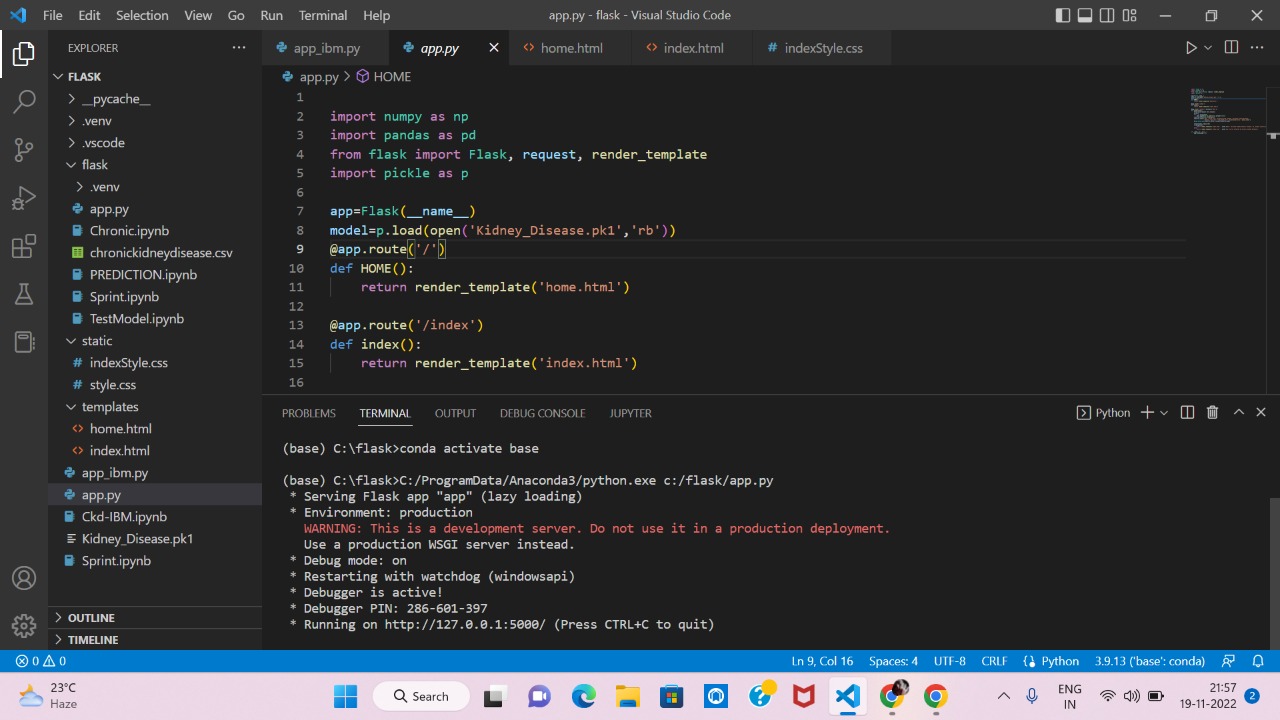 File Edit Selection View Go Run Terminal Help
app.py - flask - Visual Studio Code
EXPLORER
FLASK
__pycache__
.venv
.vscode
flask
.venv
app.py
Chronic.ipynb
chronickidneydisease.csv
PREDICTION.ipynb
Sprint.ipynb
TestModel.ipynb
static
indexStyle.css
style.css
templates
home.html
index.html
app_ibm.py
app.py
Ckd-IBM.ipynb
Kidney_Disease.pk1
Sprint.ipynb
OUTLINE
TIMELINE
app_ibm.py app.py home.html index.html indexStyle.css
app.py > HOME
1
2 import numpy as np
3 import pandas as pd
4 from flask import Flask, request, render_template
5 import pickle as p
6
7 app=Flask(__name__)
8 model=p.load(open('Kidney_Disease.pk1','rb'))
9 @app.route('/')
10 def HOME():
11 return render_template('home.html')
12
13 @app.route('/index')
14 def index():
15 return render_template('index.html')
16
PROBLEMS TERMINAL OUTPUT DEBUG CONSOLE JUPYTER
Python
(base) C:\flask>conda activate base
(base) C:\flask>C:/ProgramData/Anaconda3/python.exe c:/flask/app.py
* Serving Flask app "app" (lazy loading)
* Environment: production
WARNING: This is a development server. Do not use it in a production deployment.
Use a production WSGI server instead.
* Debug mode: on
* Restarting with watchdog (windowsapi)
* Debugger is active!
* Debugger PIN: 286-601-397
* Running on http://127.0.0.1:5000/ (Press CTRL+C to quit)
0 0
Ln 9, Col 16 Spaces: 4 UTF-8 CRLF Python 3.9.13 ('base': conda)
23°C
Haze
Search
ENG
IN
21:57
19-11-2022
2